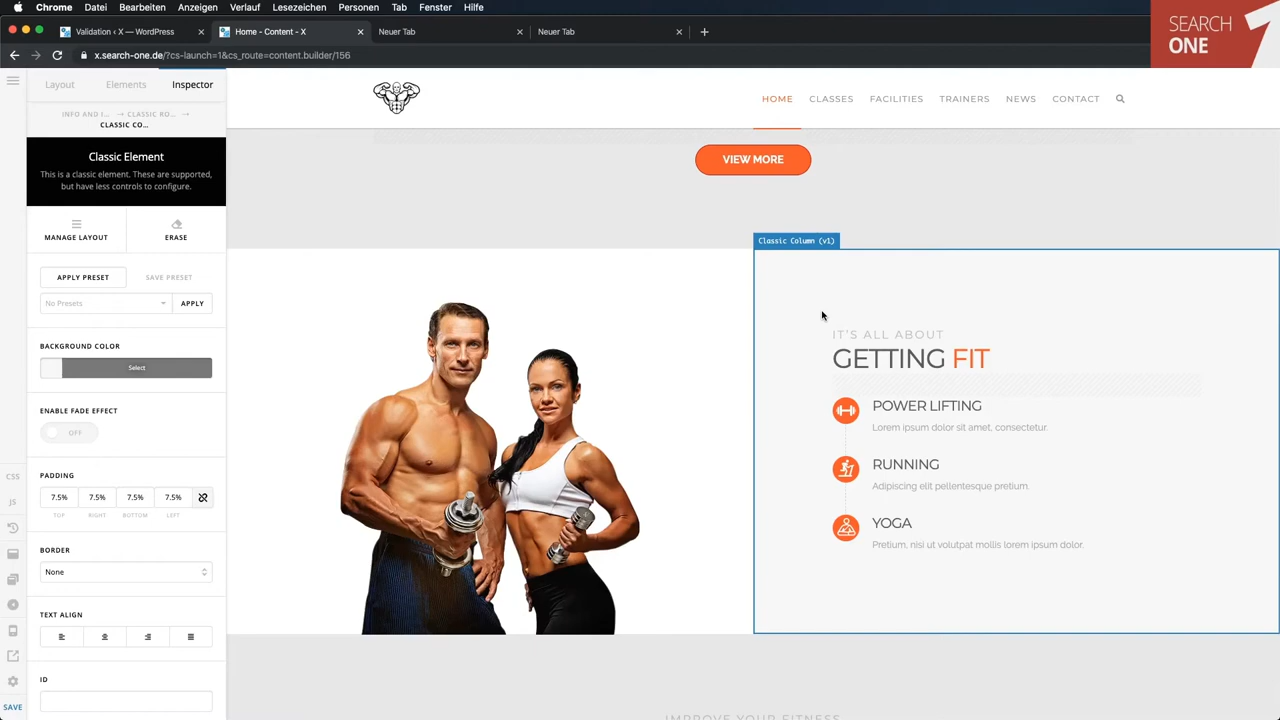 Chrome Datei Bearbeiten Anzeigen Verlauf Lesezeichen Personen Tab Fenster Hilfe
SEARCH ONE 1
Validation ‹ X — WordPress Home - Content - X Neuer Tab Neuer Tab
x.search-one.de/?cs-launch=1&cs_route=content.builder/156
Layout Elements Inspector
HOME CLASSES FACILITIES TRAINERS NEWS CONTACT
INFO AND I... → CLASSIC RO... →
CLASSIC CO...
Classic Element
This is a classic element. These are supported,
but have less controls to configure.
MANAGE LAYOUT ERASE
APPLY PRESET SAVE PRESET
No Presets APPLY
BACKGROUND COLOR
Select
ENABLE FADE EFFECT
OFF
PADDING
7.5% 7.5% 7.5% 7.5%
TOP RIGHT BOTTOM LEFT
BORDER
None
TEXT ALIGN
ID
CSS
JS
SAVE
VIEW MORE
Classic Column (v1)
IT'S ALL ABOUT
GETTING FIT
POWER LIFTING
Lorem ipsum dolor sit amet, consectetur.
RUNNING
Adipiscing elit pellentesque pretium.
YOGA
Pretium, nisi ut volutpat mollis lorem ipsum dolor.
IMPROVE YOUR FITNESS